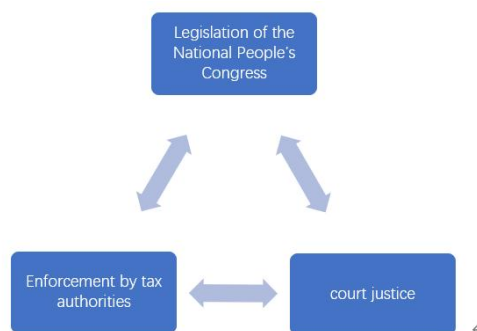 Legislation of the
National People's
Congress
Enforcement by tax
authorities
court justice